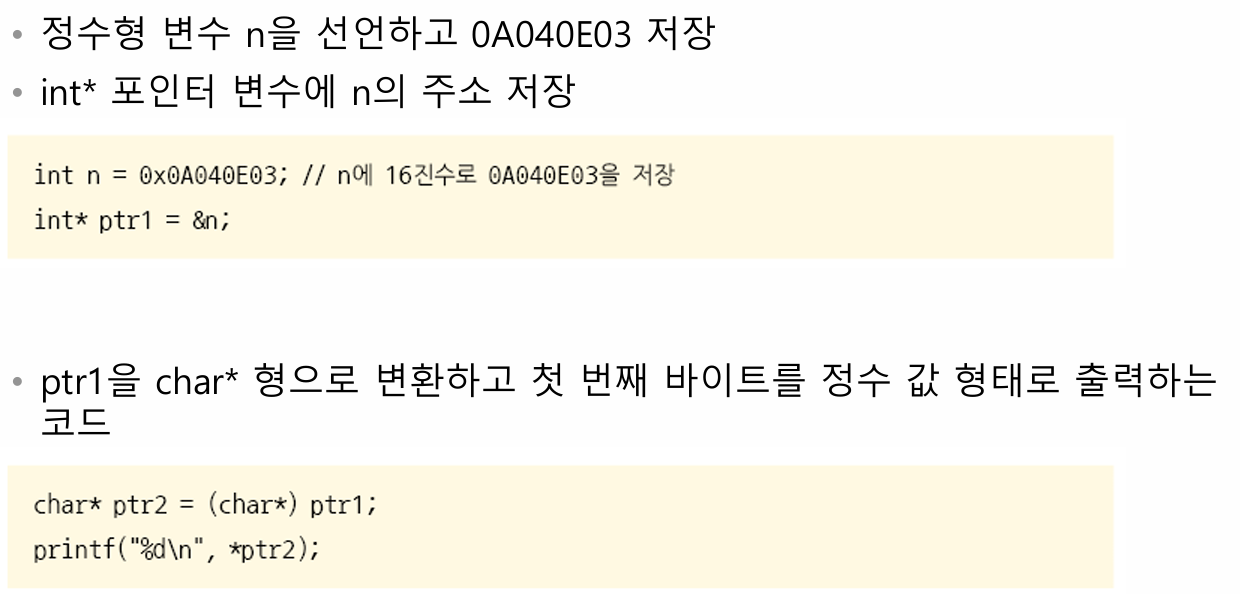 • 정수형 변수 n을 선언하고 0A040E03 저장
• int* 포인터 변수에 n의 주소 저장
int n = 0x0A040E03; // n에 16진수로 0A040E03을 저장
int* ptr1 = &n;
• ptr1을 char* 형으로 변환하고 첫 번째 바이트를 정수 값 형태로 출력하는
코드
char* ptr2 = (char*) ptr1;
printf("%d\n", *ptr2);